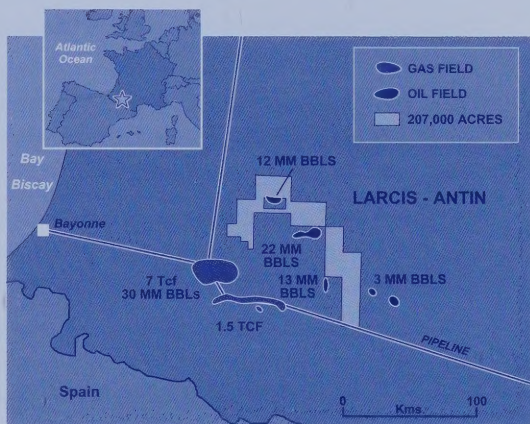 Atlantic
Ocean
GAS FIELD
OIL FIELD
207,000 ACRES
12 MM BBLS
Bay
Biscay
LARCIS - ANTIN
Bayonne
22 MM
BBLS
7 Tcf
30 MM BBLs
13 MM
BBLS
3 MM BBLS
1.5 TCF
PIPELINE
Spain
0
100
Kms